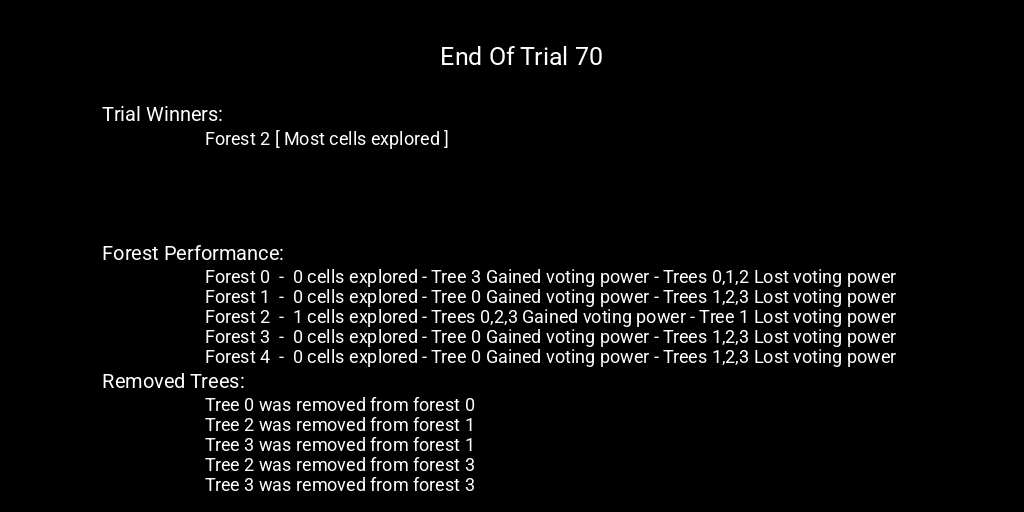 End Of Trial 70
Trial Winners:
Forest 2 [ Most cells explored ]
Forest Performance:
Forest 0 - 0 cells explored - Tree 3 Gained voting power - Trees 0,1,2 Lost voting power
Forest 1 - 0 cells explored - Tree 0 Gained voting power - Trees 1,2,3 Lost voting power
Forest 2 - 1 cells explored - Trees 0,2,3 Gained voting power - Tree 1 Lost voting power
Forest 3 - 0 cells explored - Tree 0 Gained voting power - Trees 1,2,3 Lost voting power
Forest 4 - 0 cells explored - Tree 0 Gained voting power - Trees 1,2,3 Lost voting power
Removed Trees:
Tree 0 was removed from forest 0
Tree 2 was removed from forest 1
Tree 3 was removed from forest 1
Tree 2 was removed from forest 3
Tree 3 was removed from forest 3